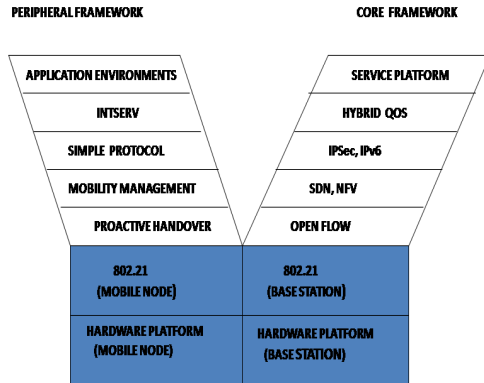 PERIPHERAL FRAMEWORK
CORE FRAMEWORK
APPLICATION ENVIRONMENTS
SERVICE PLATFORM
INTSERV
HYBRID QOS
SIMPLE PROTOCOL
IPSec, IPv6
MOBILITY MANAGEMENT
SDN, NFV
PROACTIVE HANDOVER
OPEN FLOW
802.21
(MOBILE NODE)
802.21
(BASE STATION)
HARDWARE PLATFORM
(MOBILE NODE)
HARDWARE PLATFORM
(BASE STATION)